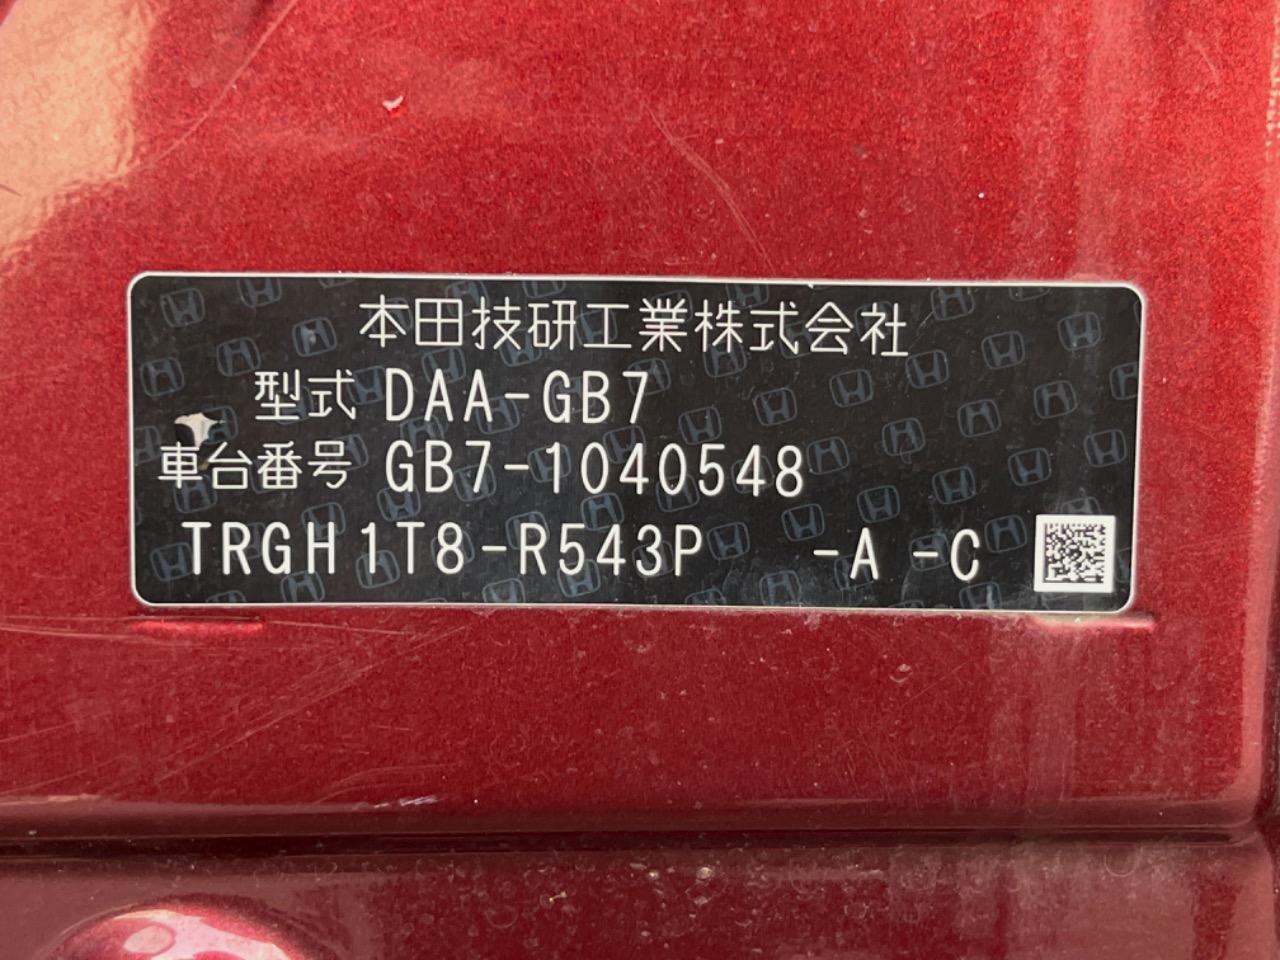 本田技研工業株式会社
型式 DAA-GB7
車台番号 GB7-1040548
TRGH1T8-R543P -A -C